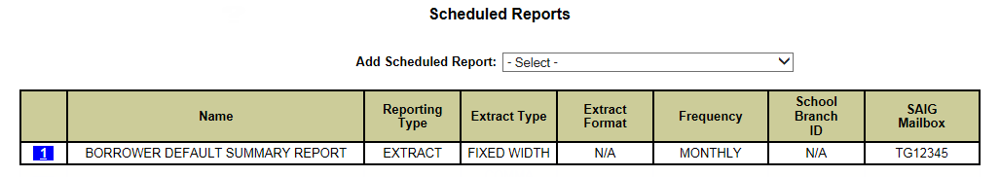 Scheduled Reports
Add Scheduled Report: - Select -
Name Reporting Type Extract Type Extract Format Frequency School Branch ID SAIG Mailbox
1 BORROWER DEFAULT SUMMARY REPORT EXTRACT FIXED WIDTH N/A MONTHLY N/A TG12345